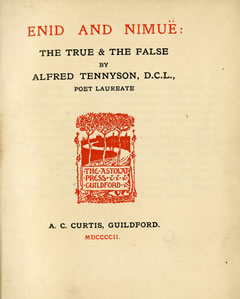 ENID AND NIMUË:
THE TRUE & THE FALSE
BY
ALFRED TENNYSON, D.C.L.,
POET LAUREATE
THE·ASTOLAT
PRESS
GUILDFORD
A. C. CURTIS, GUILDFORD.
MDCCCCII.